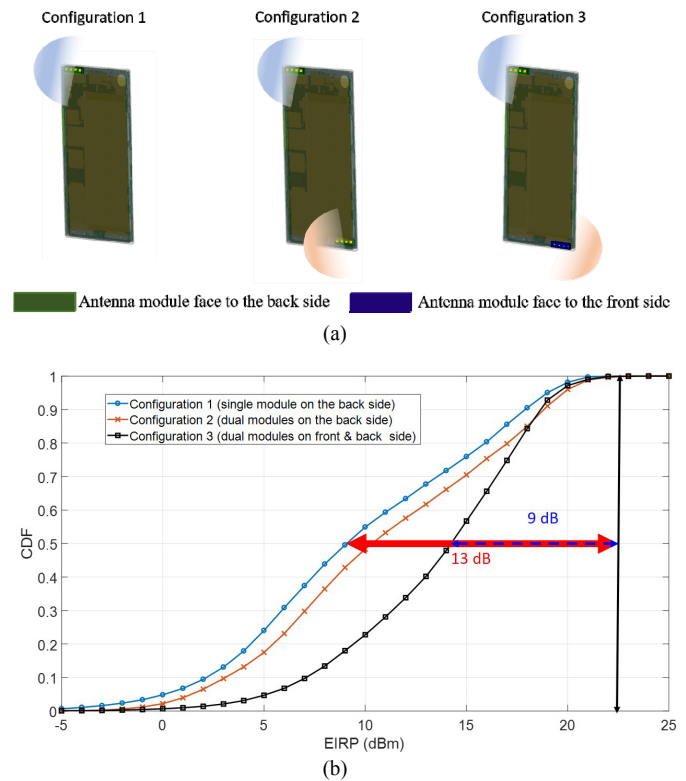 Configuration 1 Configuration 2 Configuration 3
Antenna module face to the back side Antenna module face to the front side
(a)
Configuration 1 (single module on the back side)
Configuration 2 (dual modules on the back side)
Configuration 3 (dual modules on front & back side)
1
0.9
0.8
0.7
0.6
0.5
0.4
0.3
0.2
0.1
0
CDF
9 dB
13 dB
-5 0 5 10 15 20 25
EIRP (dBm)
(b)